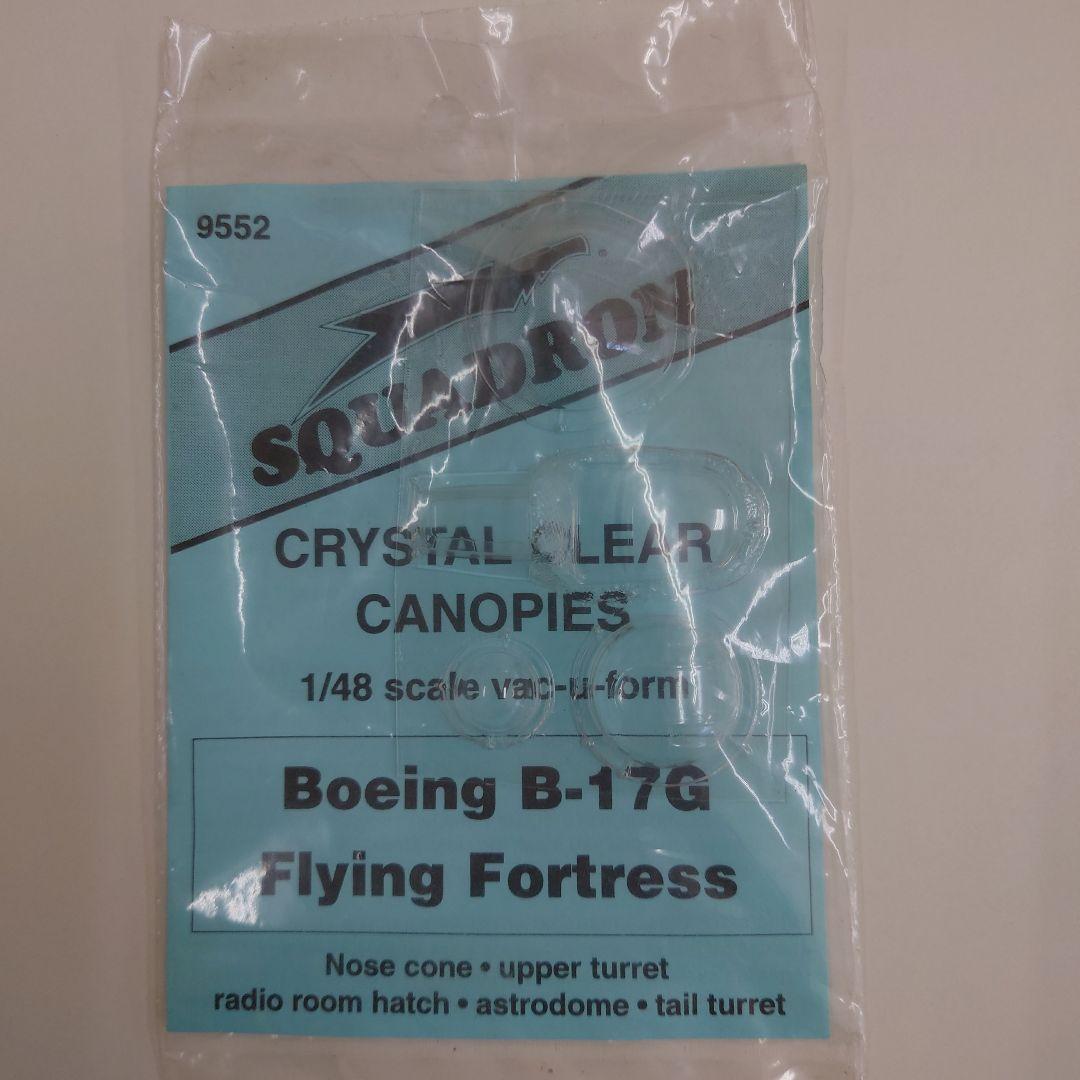 9552
SQUADRON®
CRYSTAL CLEAR
CANOPIES
1/48 scale vac-u-form
Boeing B-17G
Flying Fortress
Nose cone • upper turret
radio room hatch • astrodome • tail turret